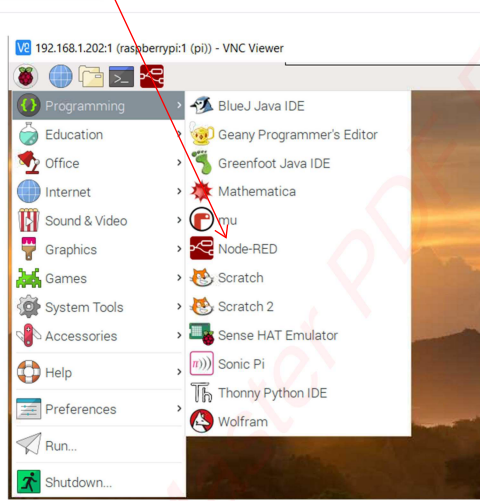 192.168.1.202:1 (raspberrypi:1 (pi)) - VNC Viewer
Programming
Education
Office
Internet
Sound & Video
Graphics
Games
System Tools
Accessories
Help
Preferences
Run...
Shutdown...
BlueJ Java IDE
Geany Programmer's Editor
Greenfoot Java IDE
Mathematica
mu
Node-RED
Scratch
Scratch 2
Sense HAT Emulator
Sonic Pi
Thonny Python IDE
Wolfram